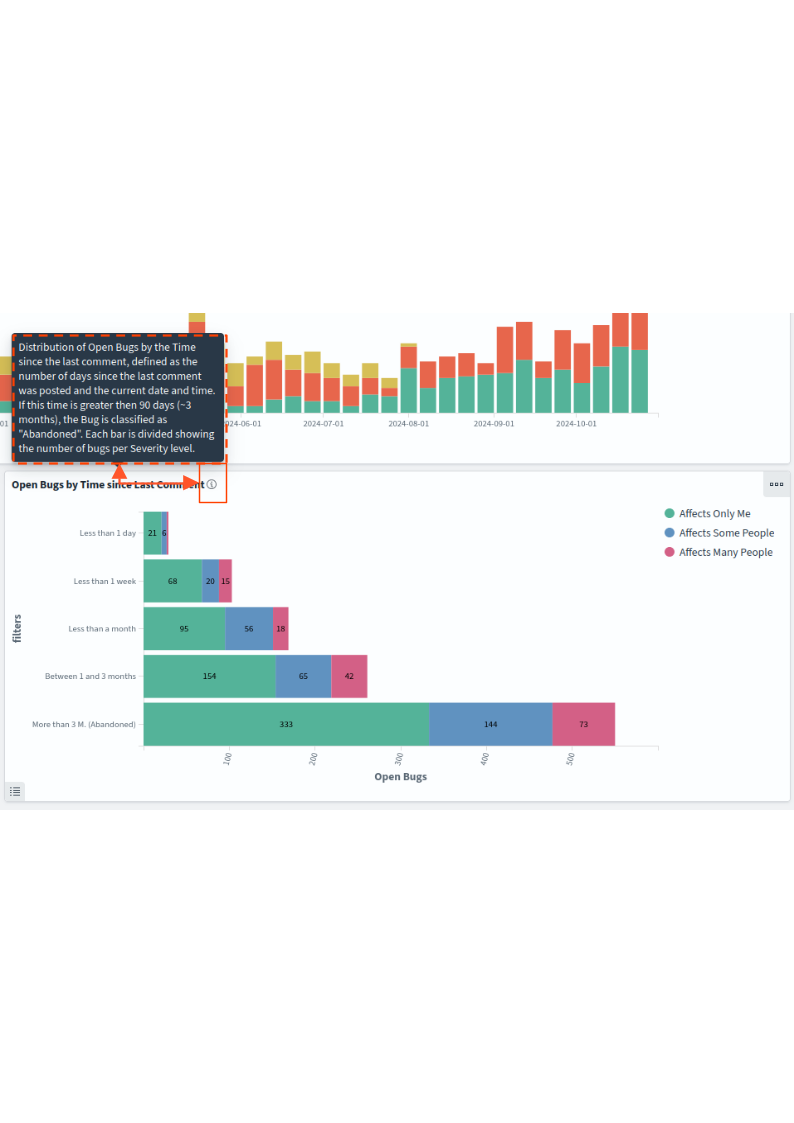 Distribution of Open Bugs by the Time
since the last comment, defined as the
number of days since the last comment
was posted and the current date and time.
If this time is greater then 90 days (~3
months), the Bug is classified as
"Abandoned". Each bar is divided showing
the number of bugs per Severity level.
01
024-06-01 2024-07-01 2024-08-01 2024-09-01 2024-10-01
Open Bugs by Time since Last Comment
Affects Only Me
Affects Some People
Affects Many People
filters
Less than 1 day 21 6
Less than 1 week 68 20 15
Less than a month 95 56 18
Between 1 and 3 months 154 65 42
More than 3 M. (Abandoned) 333 144 73
100 200 300 400 500
Open Bugs